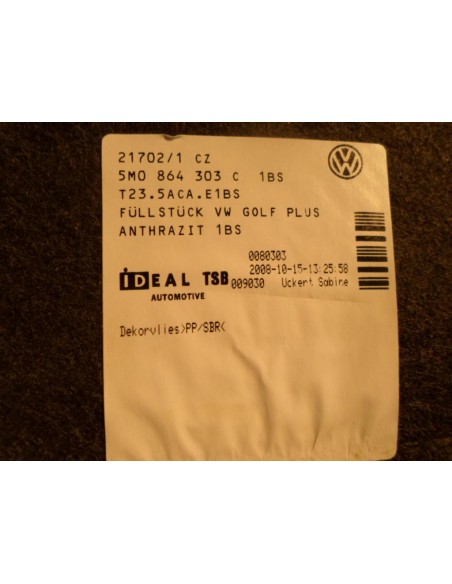 21702/1 CZ
5M0 864 303 C 1BS
T23.5ACA.E1BS
FÜLLSTÜCK VW GOLF PLUS
ANTHRAZIT 1BS
0080303
2008-10-15-13:25:58
IDEAL TSB 009030 Uckert Sabine
AUTOMOTIVE
Dekorvlies>PP/SBR<